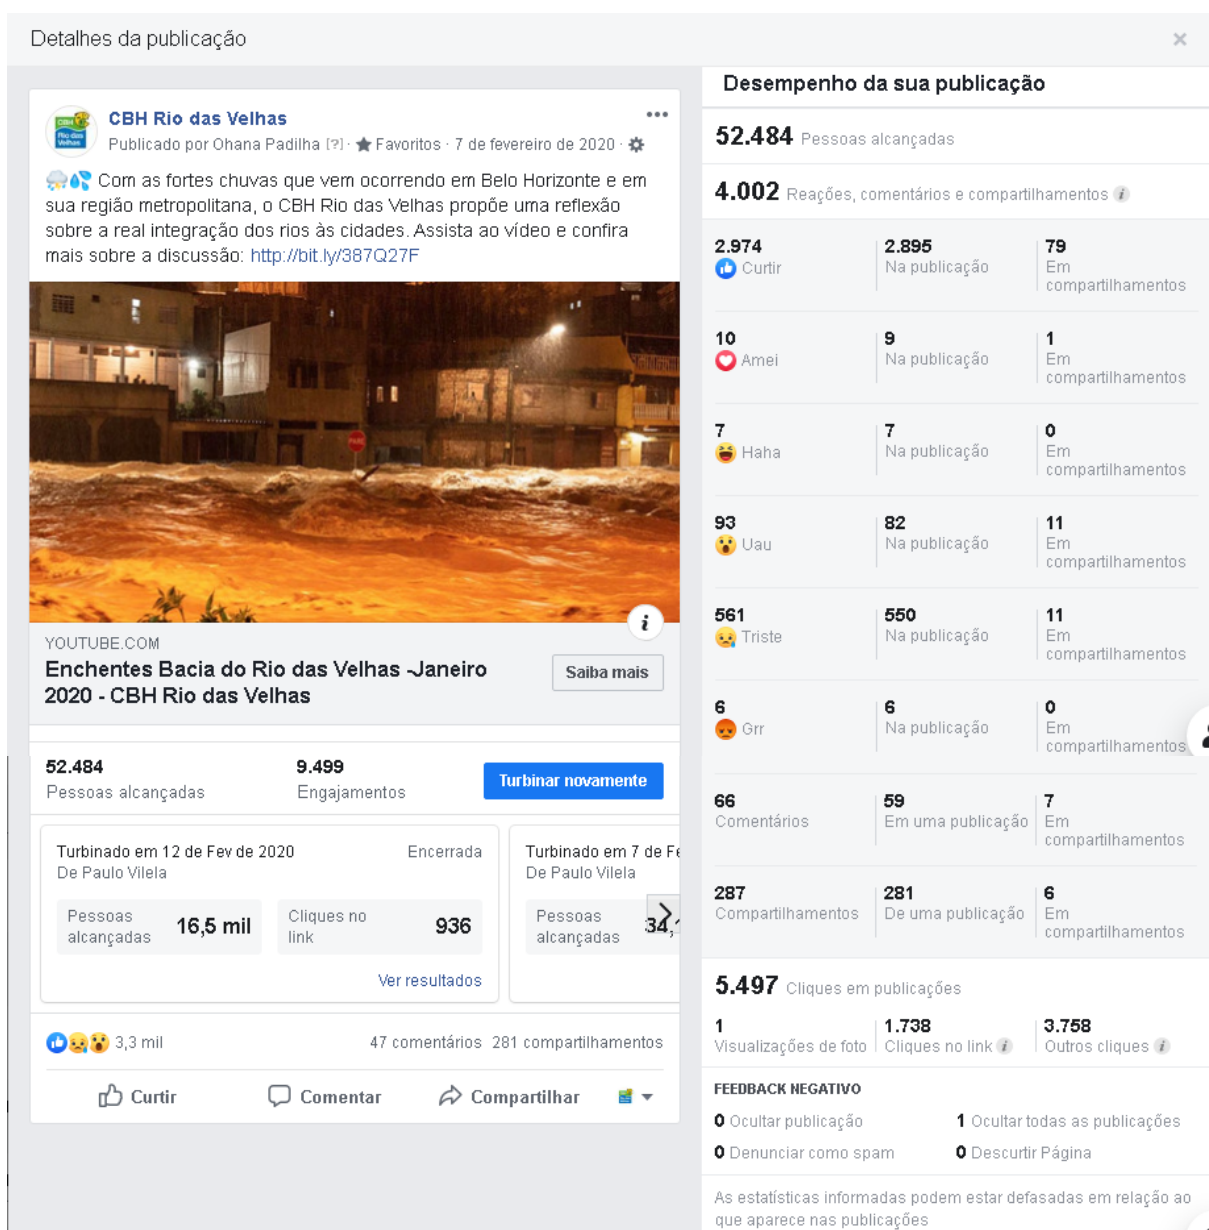 Detalhes da publicação
×
CBH Rio das Velhas
Publicado por Ohana Padilha [?] · Favoritos · 7 de fevereiro de 2020 ·
Com as fortes chuvas que vem ocorrendo em Belo Horizonte e em
sua região metropolitana, o CBH Rio das Velhas propõe uma reflexão
sobre a real integração dos rios às cidades. Assista ao vídeo e confira
mais sobre a discussão: http://bit.ly/387Q27F
PARE
YOUTUBE.COM
Enchentes Bacia do Rio das Velhas -Janeiro
2020 - CBH Rio das Velhas
Saiba mais
52.484
Pessoas alcançadas
9.499
Engajamentos
Turbinar novamente
Turbinado em 12 de Fev de 2020
Encerrada
De Paulo Vilela
Pessoas
alcançadas
16,5 mil
Cliques no
link
936
Ver resultados
Turbinado em 7 de Fe
De Paulo Vilela
Pessoas
alcançadas
34,1
3,3 mil
47 comentários 281 compartilhamentos
Curtir
Comentar
Compartilhar
Desempenho da sua publicação
52.484 Pessoas alcançadas
4.002 Reações, comentários e compartilhamentos
2.974
Curtir
2.895
Na publicação
79
Em
compartilhamentos
10
Amei
9
Na publicação
1
Em
compartilhamentos
7
Haha
7
Na publicação
0
Em
compartilhamentos
93
Uau
82
Na publicação
11
Em
compartilhamentos
561
Triste
550
Na publicação
11
Em
compartilhamentos
6
Grr
6
Na publicação
0
Em
compartilhamentos
66
Comentários
59
Em uma publicação
7
Em
compartilhamentos
287
Compartilhamentos
281
De uma publicação
6
Em
compartilhamentos
5.497 Cliques em publicações
1
Visualizações de foto
1.738
Cliques no link
3.758
Outros cliques
FEEDBACK NEGATIVO
0 Ocultar publicação
1 Ocultar todas as publicações
0 Denunciar como spam
0 Descurtir Página
As estatísticas informadas podem estar defasadas em relação ao
que aparece nas publicações